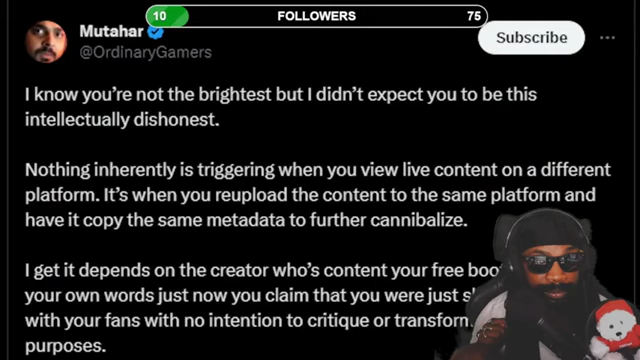 10 FOLLOWERS 75
Mutahar
@OrdinaryGamers
Subscribe
I know you're not the brightest but I didn't expect you to be this
intellectually dishonest.
Nothing inherently is triggering when you view live content on a different
platform. It's when you reupload the content to the same platform and
have it copy the same metadata to further cannibalize.
I get it depends on the creator who's content your free
your own words just now you claim that you were just
with your fans with no intention to critique or
purposes.